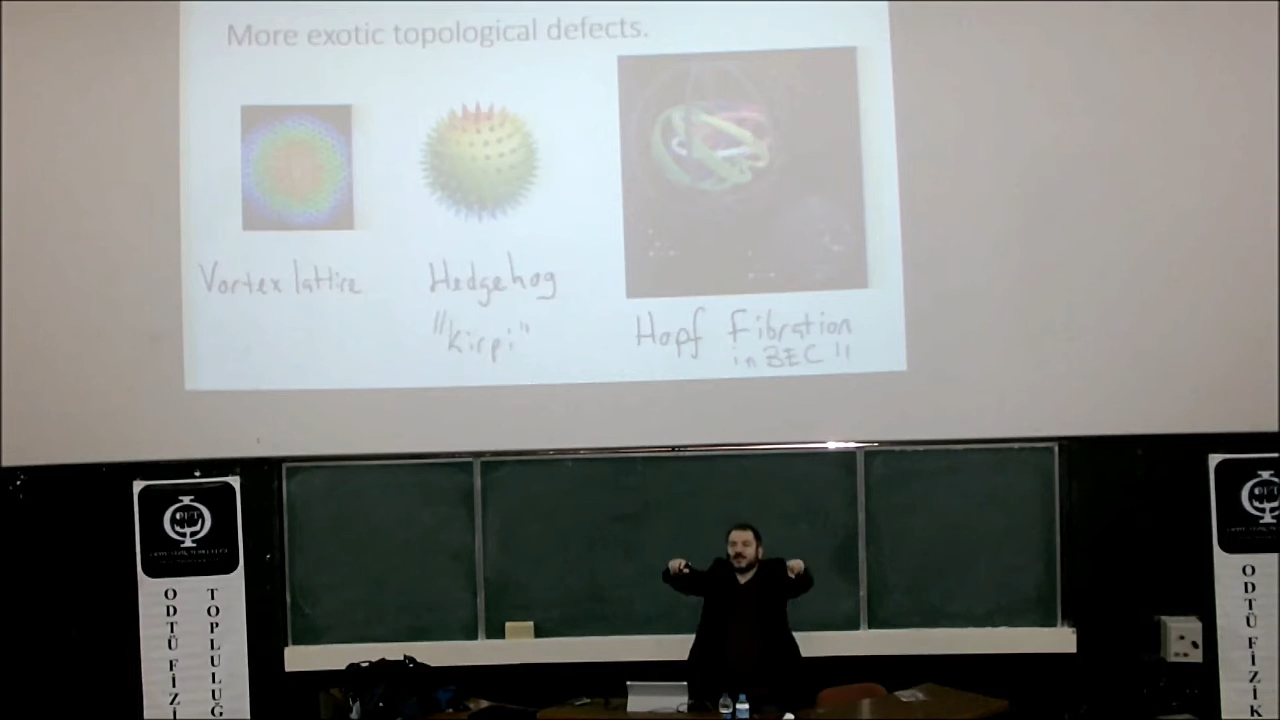 More exotic topological defects.
Vortex lattice
Hedgehog
"Kirpi"
Hopf Fibration
in BEC !!
ODTÜ FİZİ
TOPLULUĞ
ODTÜ FİZİK